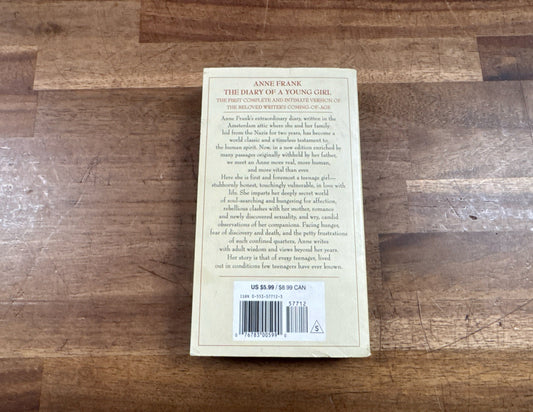 ANNE FRANK
THE DIARY OF A YOUNG GIRL
THE FIRST COMPLETE AND INTIMATE VERSION OF
THE BELOVED WRITER'S COMING-OF-AGE
Anne Frank's extraordinary diary, written in the
Amsterdam attic where she and her family
hid from the Nazis for two years, has become a
world classic and a timeless testament to
the human spirit. Now, in a new edition enriched by
many passages originally withheld by her father,
we meet an Anne more real, more human,
and more vital than ever.
Here she is first and foremost a teenage girl—
stubbornly honest, touchingly vulnerable, in love with
life. She imparts her deeply secret world
of soul-searching and hungering for affection,
rebellious clashes with her mother, romance
and newly discovered sexuality, and wry, candid
observations of her companions. Facing hunger,
fear of discovery and death, and the petty frustrations
of such confined quarters, Anne writes
with adult wisdom and views beyond her years.
Her story is that of every teenager, lived
out in conditions few teenagers have ever known.
US $5.99 / $8.99 CAN
ISBN 0-553-57712-3
57712
0 76783 00599 0
S